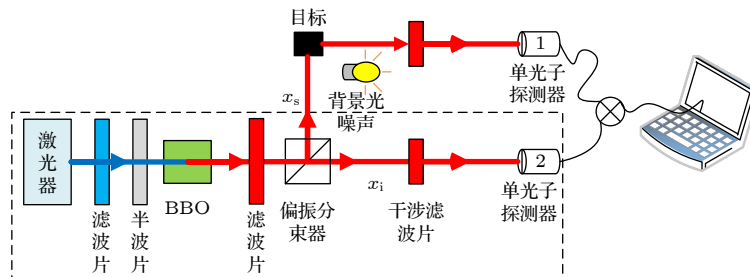 目标
1
单光子
探测器
x_s
背景光
噪声
激
光
器
滤
波
片
半
波
片
BBO
滤
波
片
偏振分
束器
x_i
干涉滤
波片
2
单光子
探测器